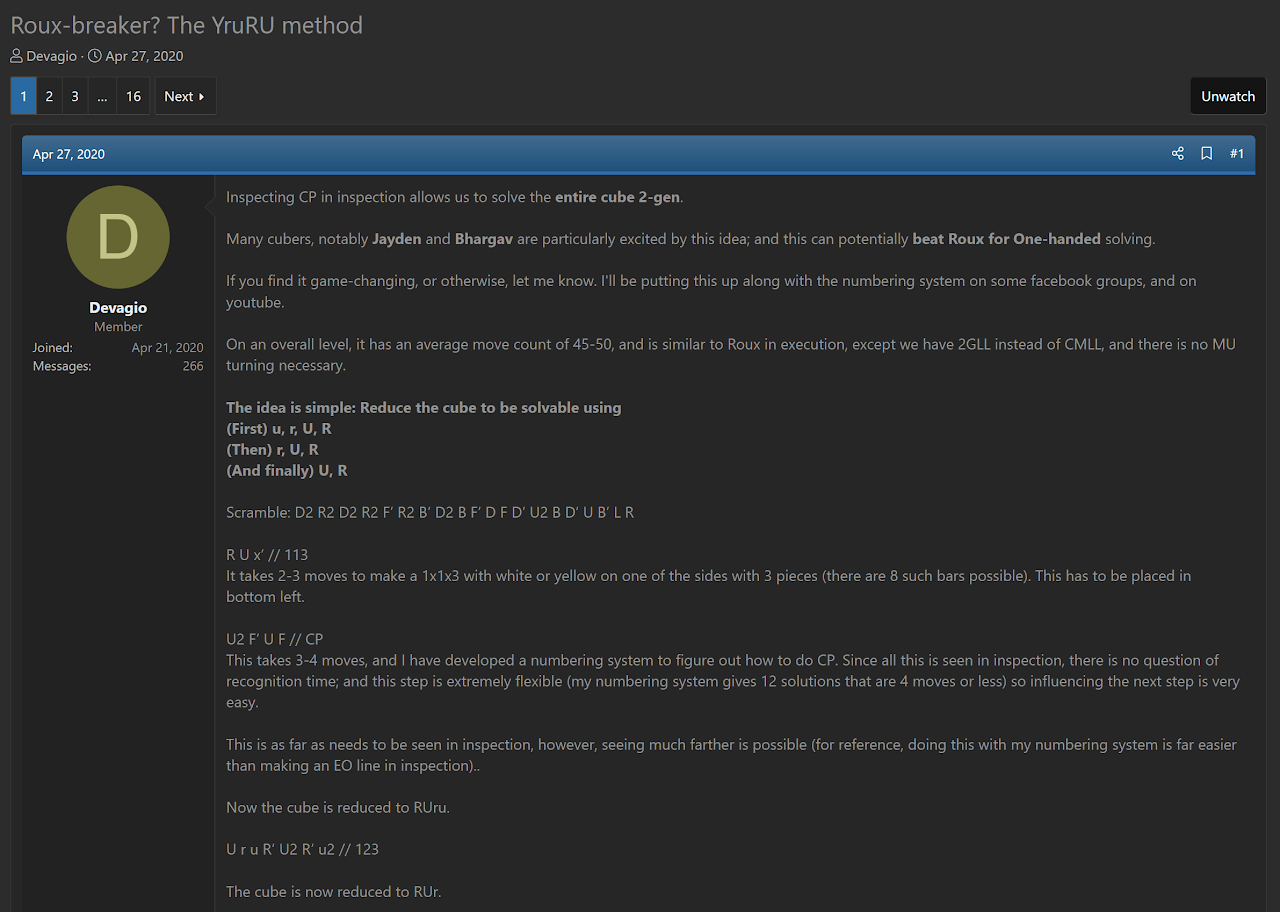 Roux-breaker? The YruRU method
Devagio · Apr 27, 2020
1 2 3 ... 16 Next
Unwatch
Apr 27, 2020
#1
D
Devagio
Member
Joined: Apr 21, 2020
Messages: 266
Inspecting CP in inspection allows us to solve the entire cube 2-gen.
Many cubers, notably Jayden and Bhargav are particularly excited by this idea; and this can potentially beat Roux for One-handed solving.
If you find it game-changing, or otherwise, let me know. I'll be putting this up along with the numbering system on some facebook groups, and on
youtube.
On an overall level, it has an average move count of 45-50, and is similar to Roux in execution, except we have 2GLL instead of CMLL, and there is no MU
turning necessary.
The idea is simple: Reduce the cube to be solvable using
(First) u, r, U, R
(Then) r, U, R
(And finally) U, R
Scramble: D2 R2 D2 R2 F’ R2 B’ D2 B F’ D F D’ U2 B D’ U B’ L R
R U x’ // 113
It takes 2-3 moves to make a 1x1x3 with white or yellow on one of the sides with 3 pieces (there are 8 such bars possible). This has to be placed in
bottom left.
U2 F’ U F // CP
This takes 3-4 moves, and I have developed a numbering system to figure out how to do CP. Since all this is seen in inspection, there is no question of
recognition time; and this step is extremely flexible (my numbering system gives 12 solutions that are 4 moves or less) so influencing the next step is very
easy.
This is as far as needs to be seen in inspection, however, seeing much farther is possible (for reference, doing this with my numbering system is far easier
than making an EO line in inspection)..
Now the cube is reduced to RUru.
U r u R’ U2 R’ u2 // 123
The cube is now reduced to RUr.